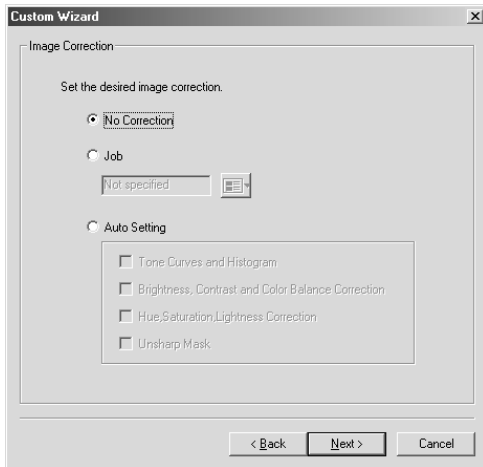 Custom Wizard
Image Correction
Set the desired image correction.
No Correction
Job
Not specified
Auto Setting
Tone Curves and Histogram
Brightness, Contrast and Color Balance Correction
Hue,Saturation,Lightness Correction
Unsharp Mask
< Back Next > Cancel